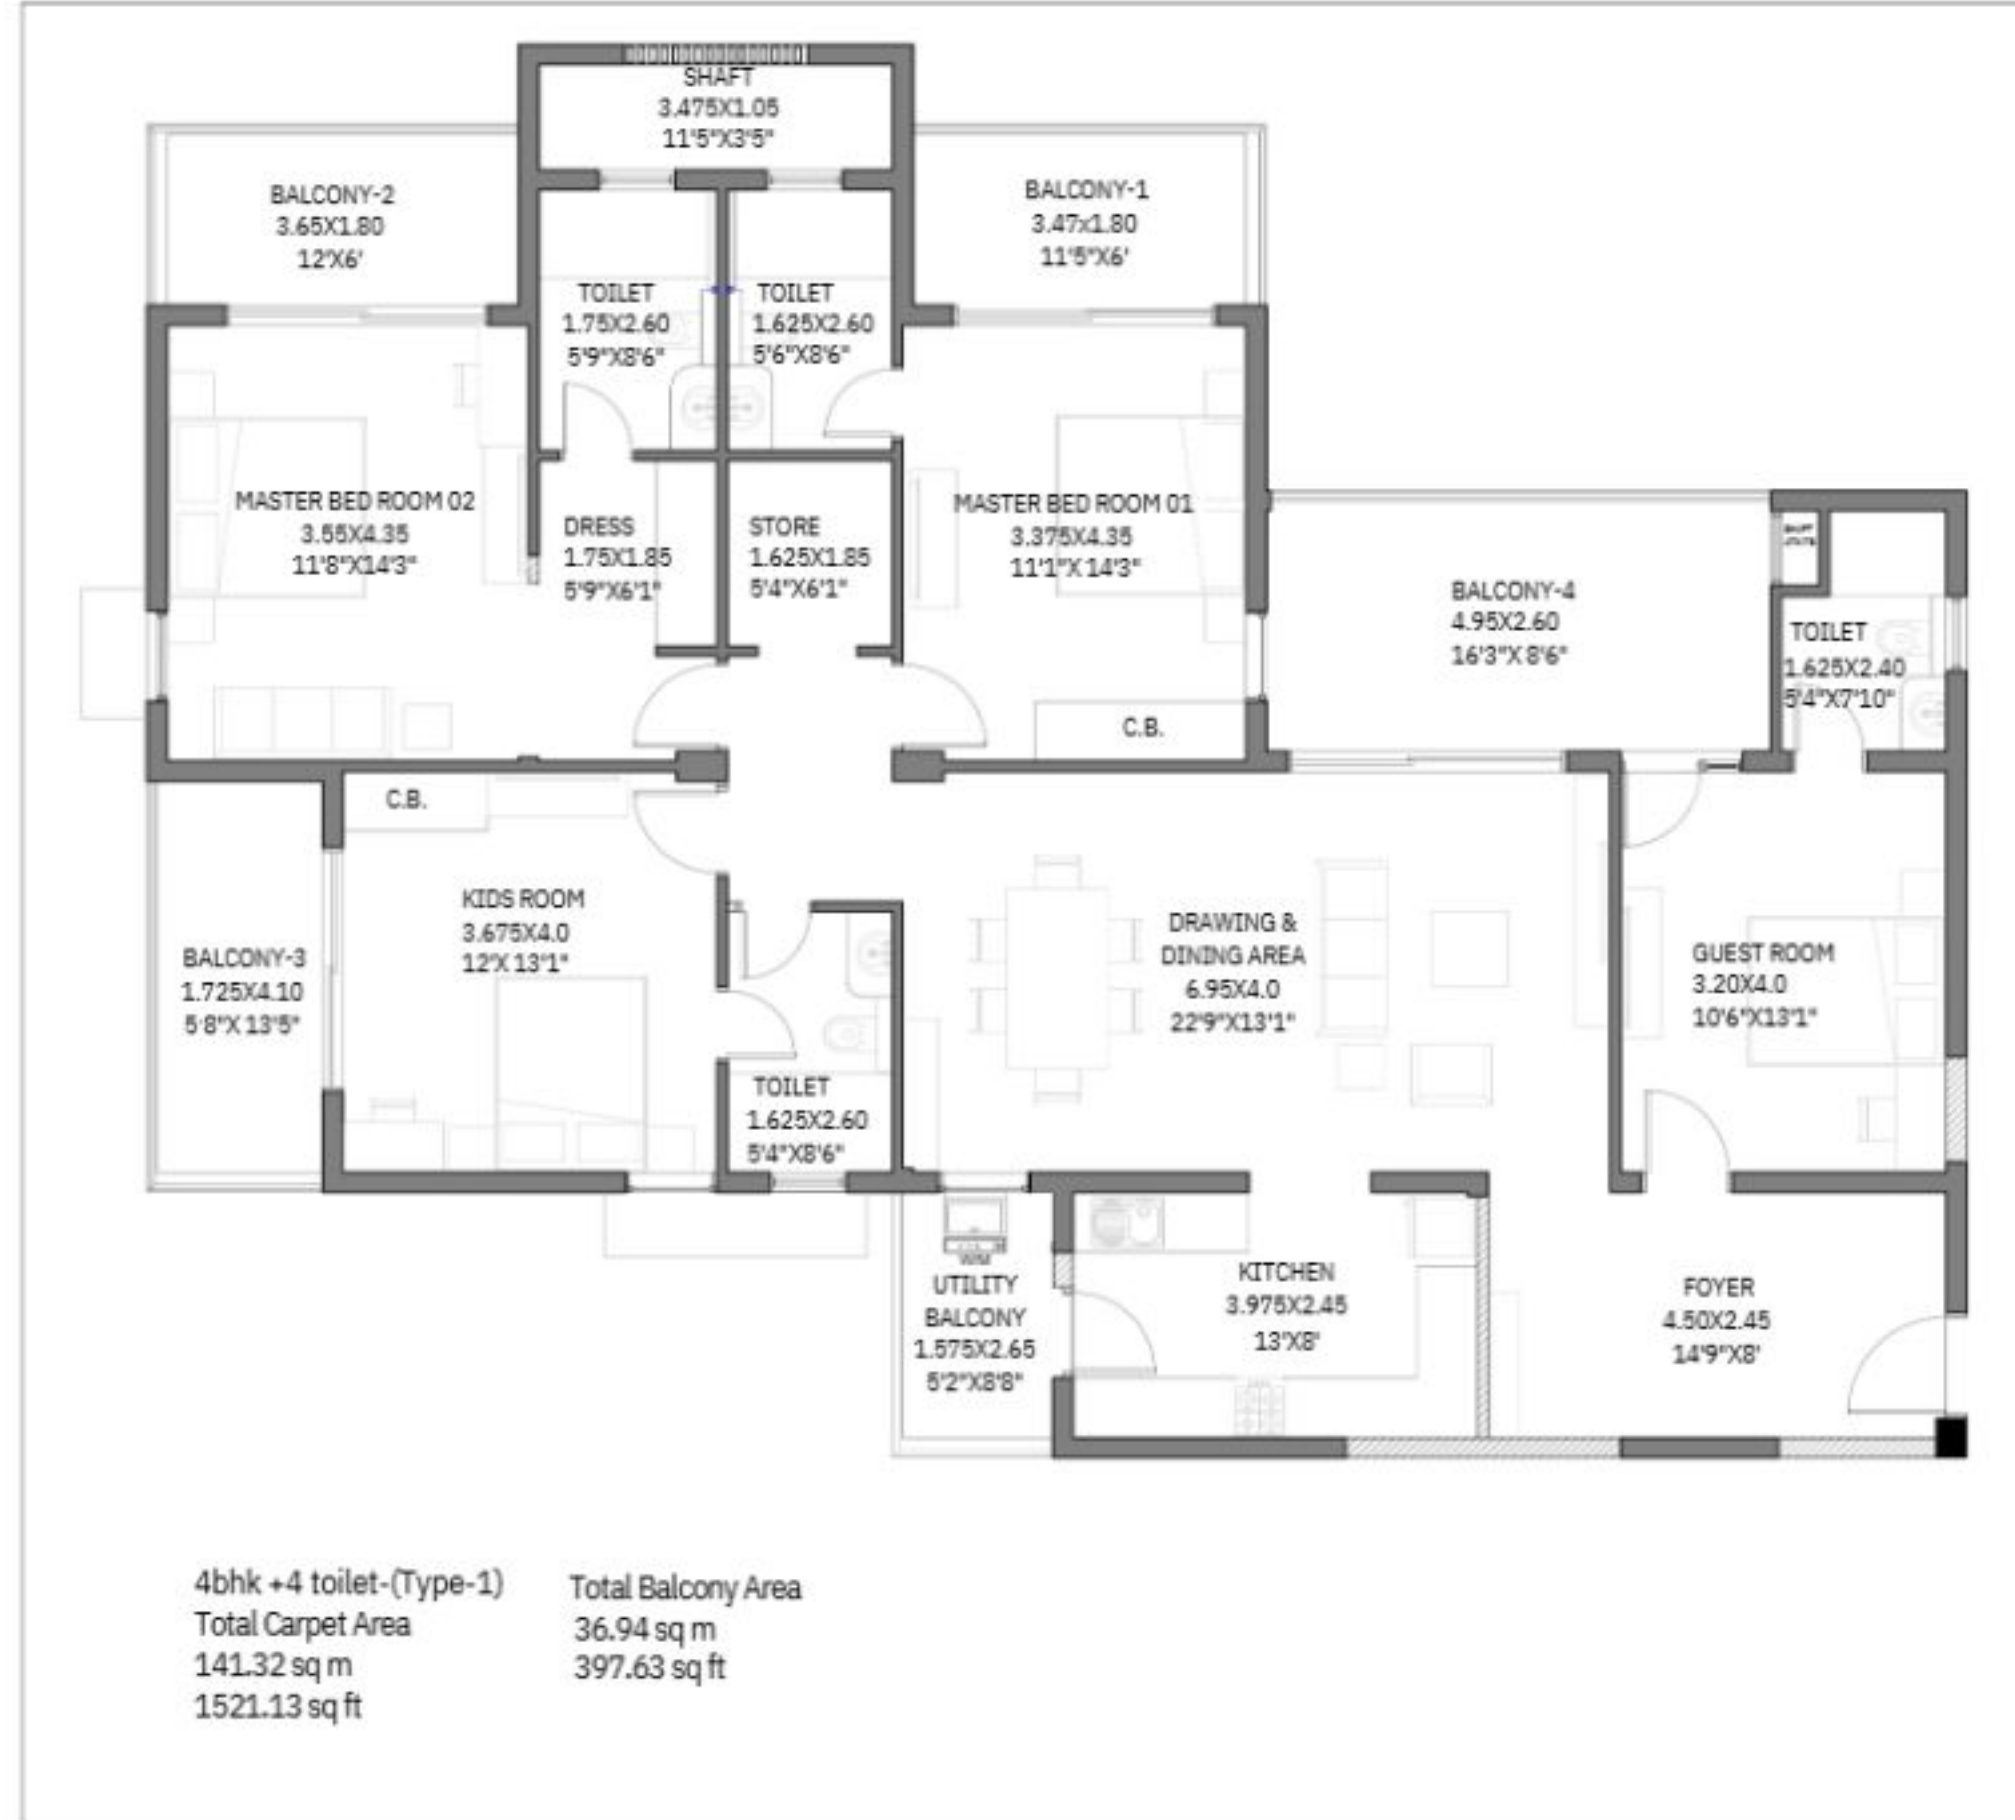 SHAFT
3.475X1.05
11'5"X3'5"
BALCONY-2
3.65X1.80
12'X6'
BALCONY-1
3.47x1.80
11'5"X6'
TOILET
1.75X2.60
5'9"X8'6"
TOILET
1.625X2.60
5'6"X8'6"
MASTER BED ROOM 02
3.55X4.35
11'8"X14'3"
DRESS
1.75X1.85
5'9"X6'1"
STORE
1.625X1.85
5'4"X6'1"
MASTER BED ROOM 01
3.375X4.35
11'1"X 14'3"
C.B.
BALCONY-4
4.95X2.60
16'3"X 8'6"
TOILET
1.625X2.40
5'4"X7'10"
C.B.
KIDS ROOM
3.675X4.0
12'X 13'1"
BALCONY-3
1.725X4.10
5'8"X 13'5"
DRAWING &
DINING AREA
6.95X4.0
22'9"X13'1"
GUEST ROOM
3.20X4.0
10'6"X13'1"
TOILET
1.625X2.60
5'4"X8'6"
WM
UTILITY
BALCONY
1.575X2.65
5'2"X8'8"
KITCHEN
3.975X2.45
13'X8'
FOYER
4.50X2.45
14'9"X8'
4bhk +4 toilet-(Type-1)
Total Carpet Area
141.32 sq m
1521.13 sq ft
Total Balcony Area
36.94 sq m
397.63 sq ft